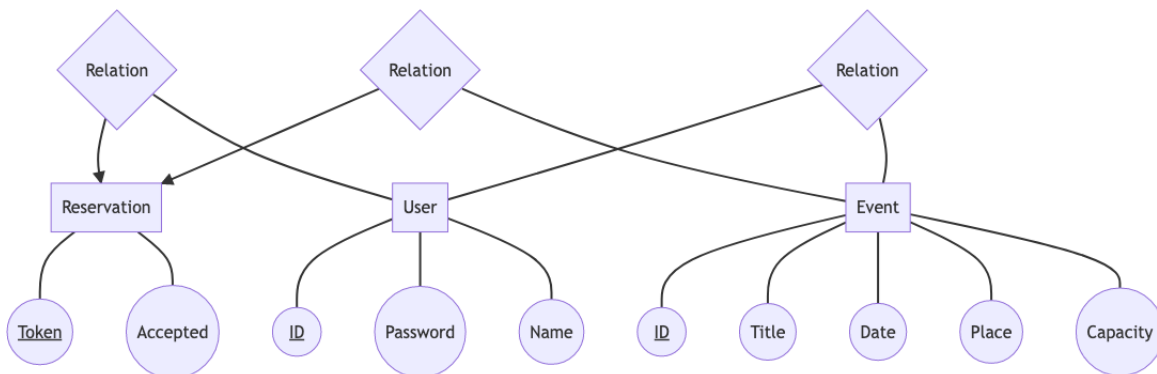 Relation
Relation
Relation
Reservation
User
Event
Token
Accepted
ID
Password
Name
ID
Title
Date
Place
Capacity